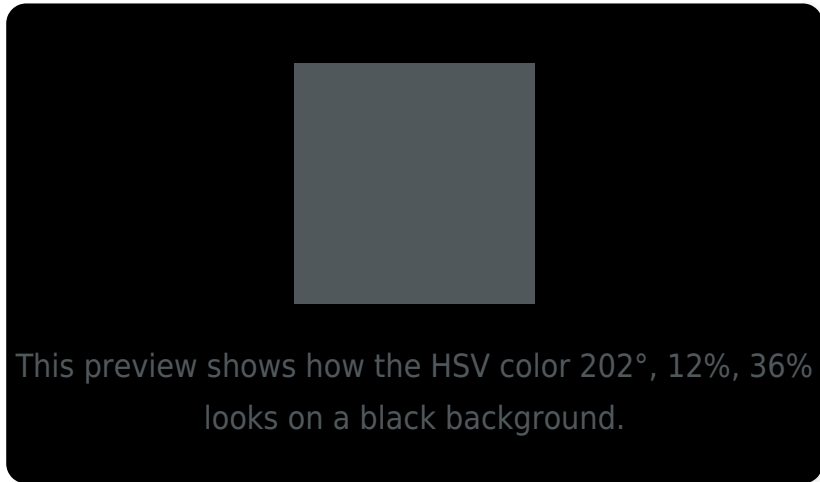 This preview shows how the HSV color 202°, 12%, 36%
looks on a black background.